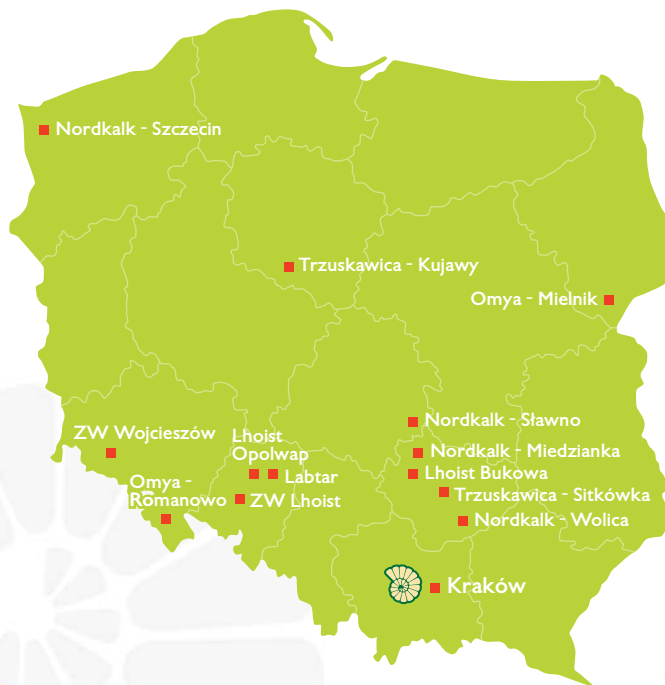 Nordkalk - Szczecin
Trzuskawica - Kujawy
Omya - Mielnik
Nordkalk - Sławno
ZW Wojcieszów
Lhoist
Opolwap
Nordkalk - Miedzianka
Labtar
Lhoist Bukowa
Omya -
Romanowo
ZW Lhoist
Trzuskawica - Sitkówka
Nordkalk - Wolica
Kraków